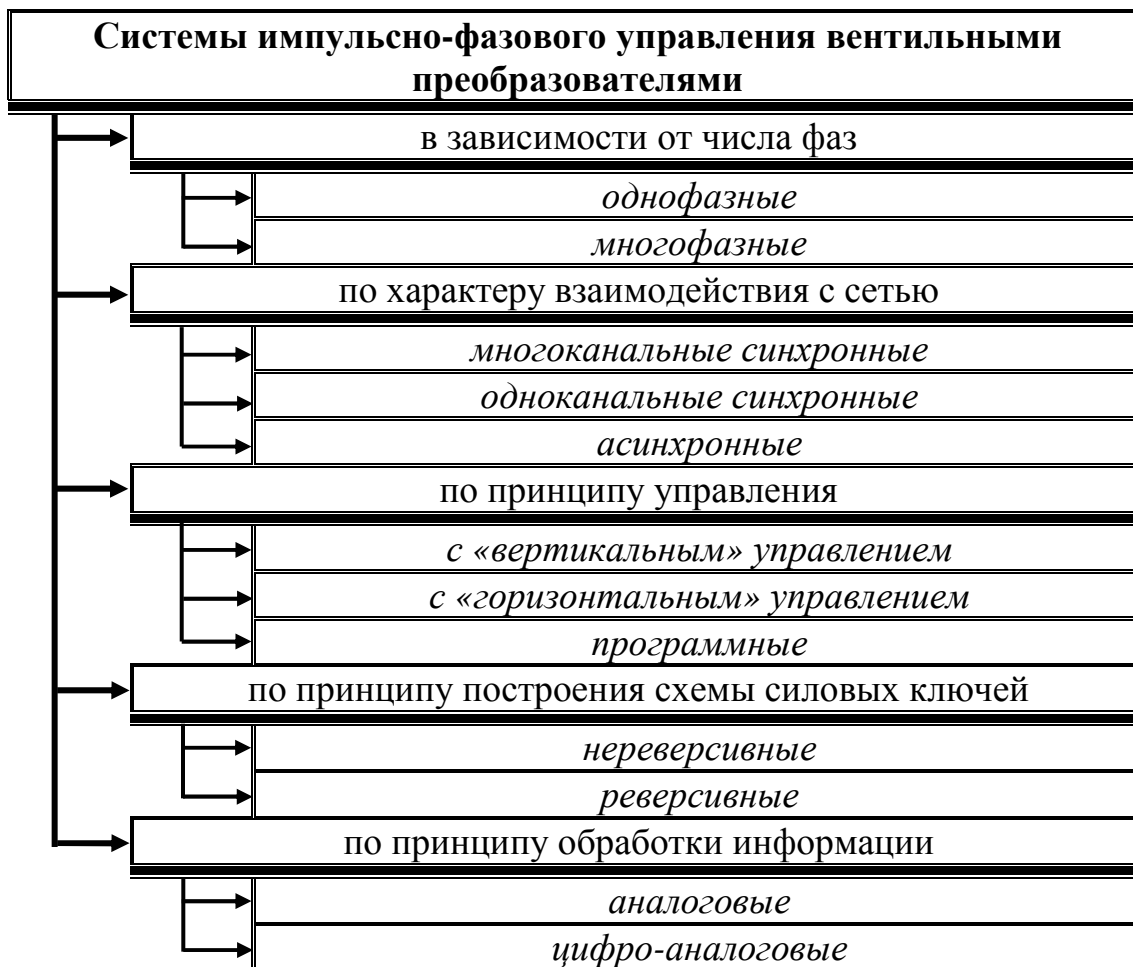 Системы импульсно-фазового управления вентильными
преобразователями
в зависимости от числа фаз
однофазные
многофазные
по характеру взаимодействия с сетью
многоканальные синхронные
одноканальные синхронные
асинхронные
по принципу управления
с «вертикальным» управлением
с «горизонтальным» управлением
программные
по принципу построения схемы силовых ключей
нереверсивные
реверсивные
по принципу обработки информации
аналоговые
цифро-аналоговые